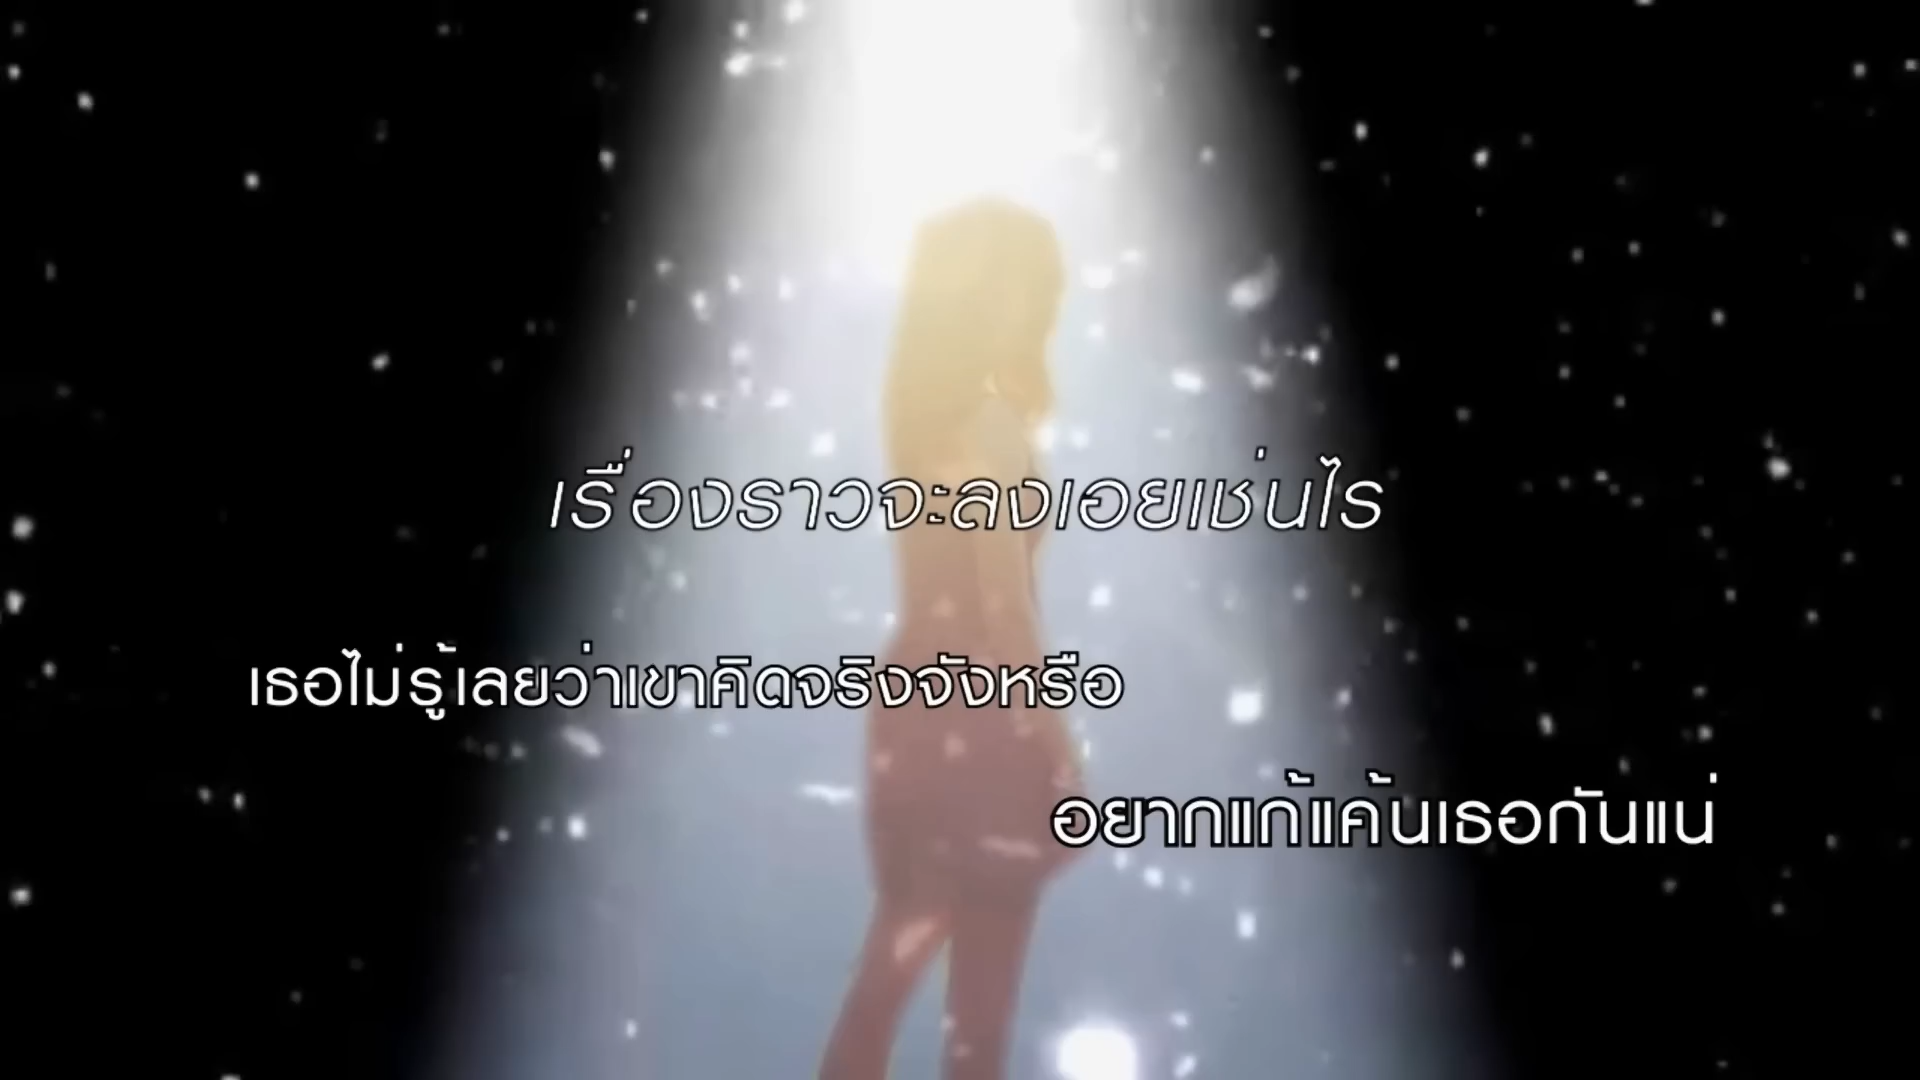 เรื่องราวจะลงเอยเช่นไร
เธอไม่รู้เลยว่าเขาคิดจริงจังหรือ
อยากแก้แค้นเธอกันแน่